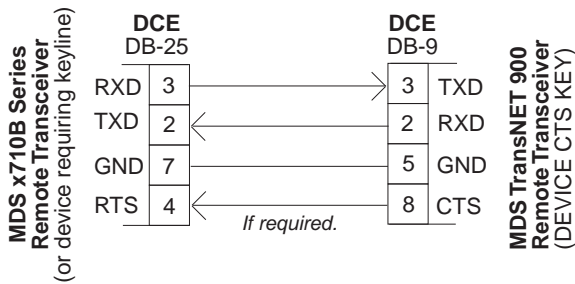 MDS x710B Series
Remote Transceiver
(or device requiring keyline)
DCE
DB-25
DCE
DB-9
RXD 3
3 TXD
TXD 2
2 RXD
GND 7
5 GND
RTS 4
8 CTS
If required.
MDS TransNET 900
Remote Transceiver
(DEVICE CTS KEY)